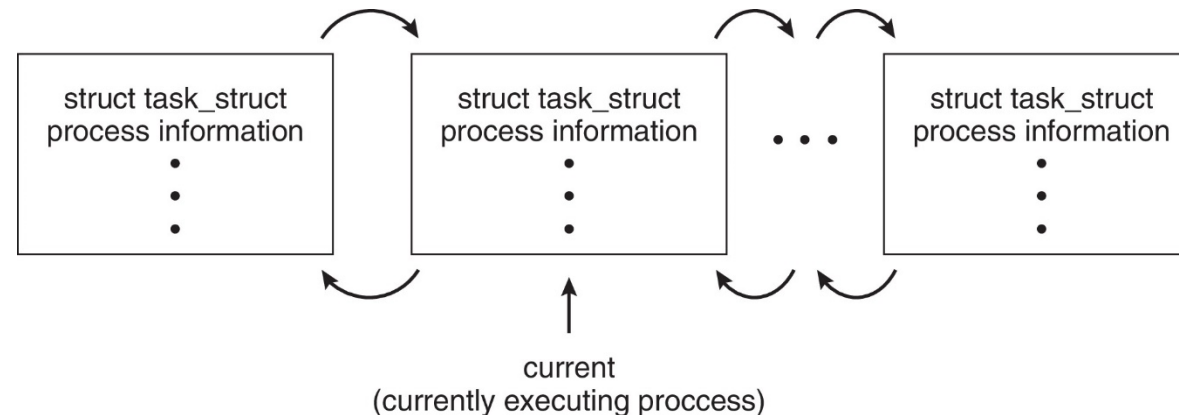 struct task_struct
process information
struct task_struct
process information
struct task_struct
process information
current
(currently executing proccess)